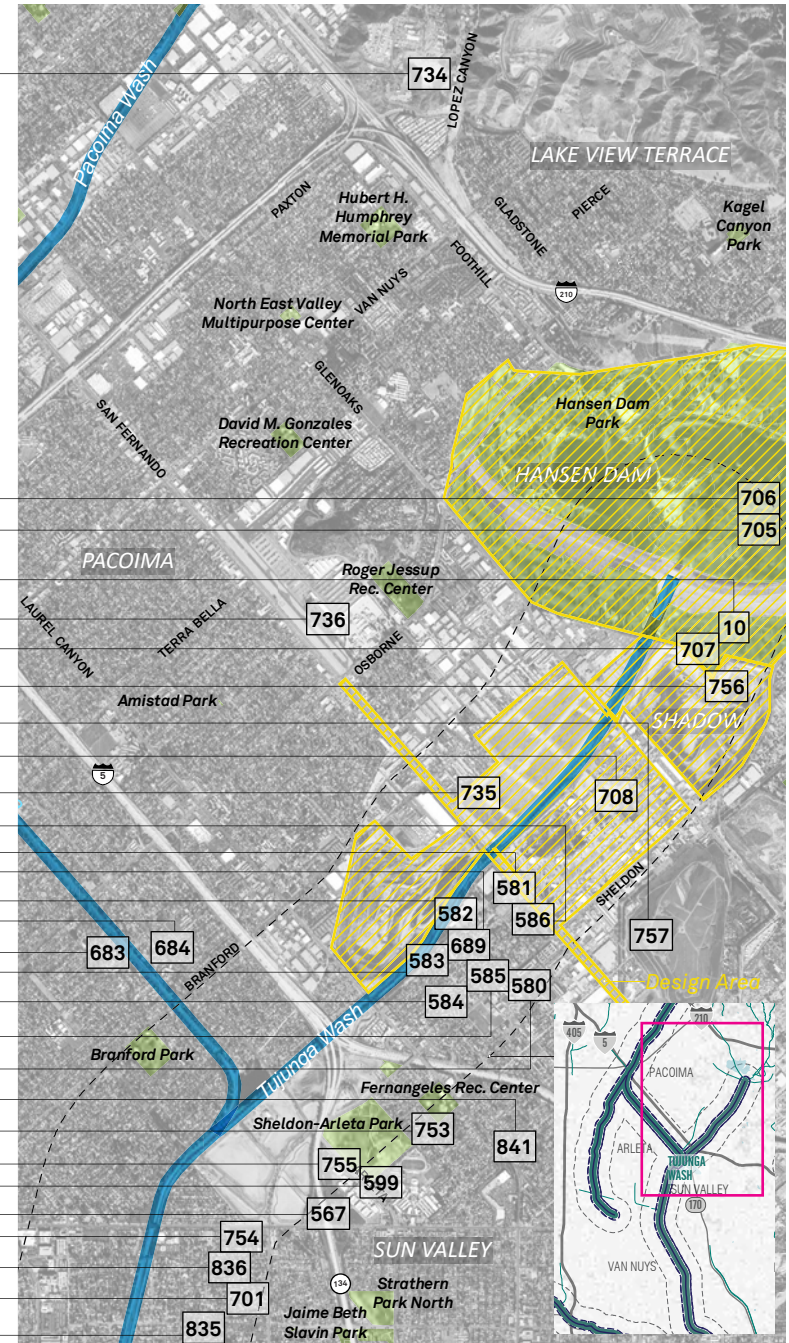 734
LOPEZ CANYON
Pacoima Wash
LAKE VIEW TERRACE
PAXTON
Hubert H.
Humphrey
Memorial Park
GLADSTONE
PIERCE
Kagel
Canyon
Park
FOOTHILL
VAN NUYS
210
North East Valley
Multipurpose Center
GLENOAKS
SAN FERNANDO
David M. Gonzales
Recreation Center
Hansen Dam
Park
HANSEN DAM
706
705
PACOIMA
Roger Jessup
Rec. Center
LAUREL CANYON
TERRA BELLA
736
OSBORNE
10
707
756
Amistad Park
SHADOW
5
735
708
SHELDON
581
582
586
757
683
684
BRANFORD
583
689
585
580
584
Design Area
Branford Park
Tujunga Wash
Fernangeles Rec. Center
Sheldon-Arleta Park
753
841
755
599
567
754
836
701
835
SUN VALLEY
134
Strathern
Park North
Jaime Beth
Slavin Park
405
5
210
PACOIMA
ARLETA
TUJUNGA
WASH
SUN VALLEY
170
VAN NUYS